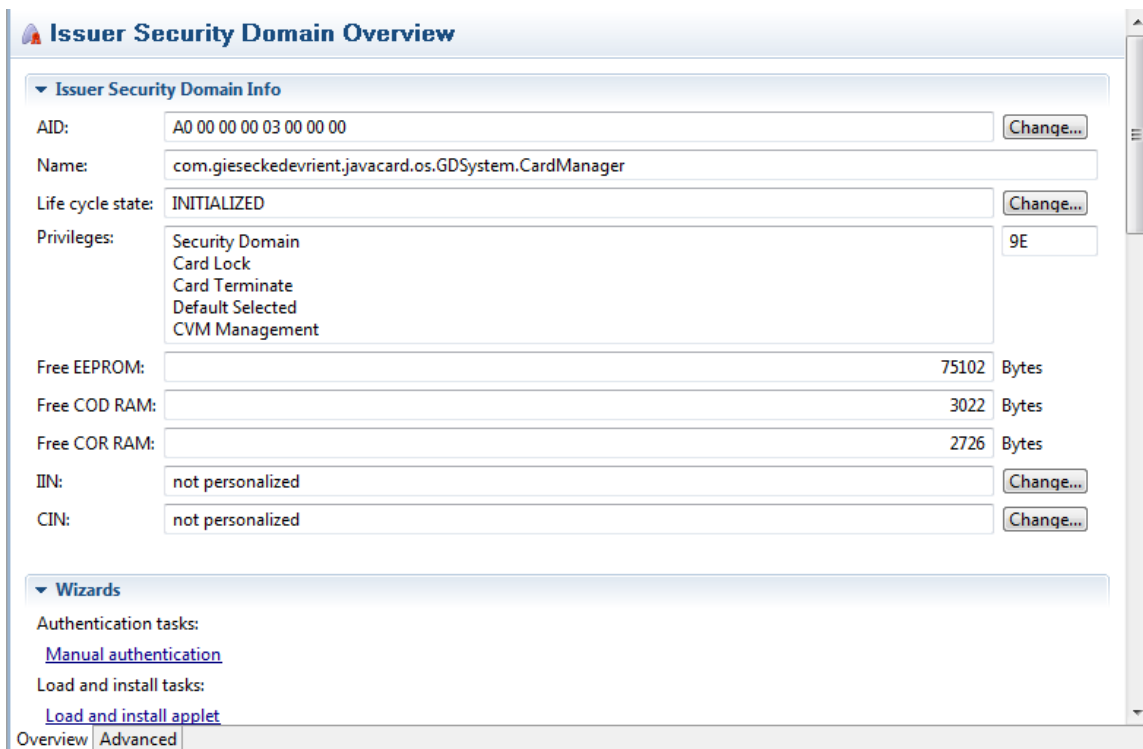 Issuer Security Domain Overview
Issuer Security Domain Info
AID: A0 00 00 00 03 00 00 00 Change...
Name: com.gieseckedevrient.javacard.os.GDSystem.CardManager
Life cycle state: INITIALIZED Change...
Privileges: Security Domain 9E
Card Lock
Card Terminate
Default Selected
CVM Management
Free EEPROM: 75102 Bytes
Free COD RAM: 3022 Bytes
Free COR RAM: 2726 Bytes
IIN: not personalized Change...
CIN: not personalized Change...
Wizards
Authentication tasks:
Manual authentication
Load and install tasks:
Load and install applet
Overview Advanced